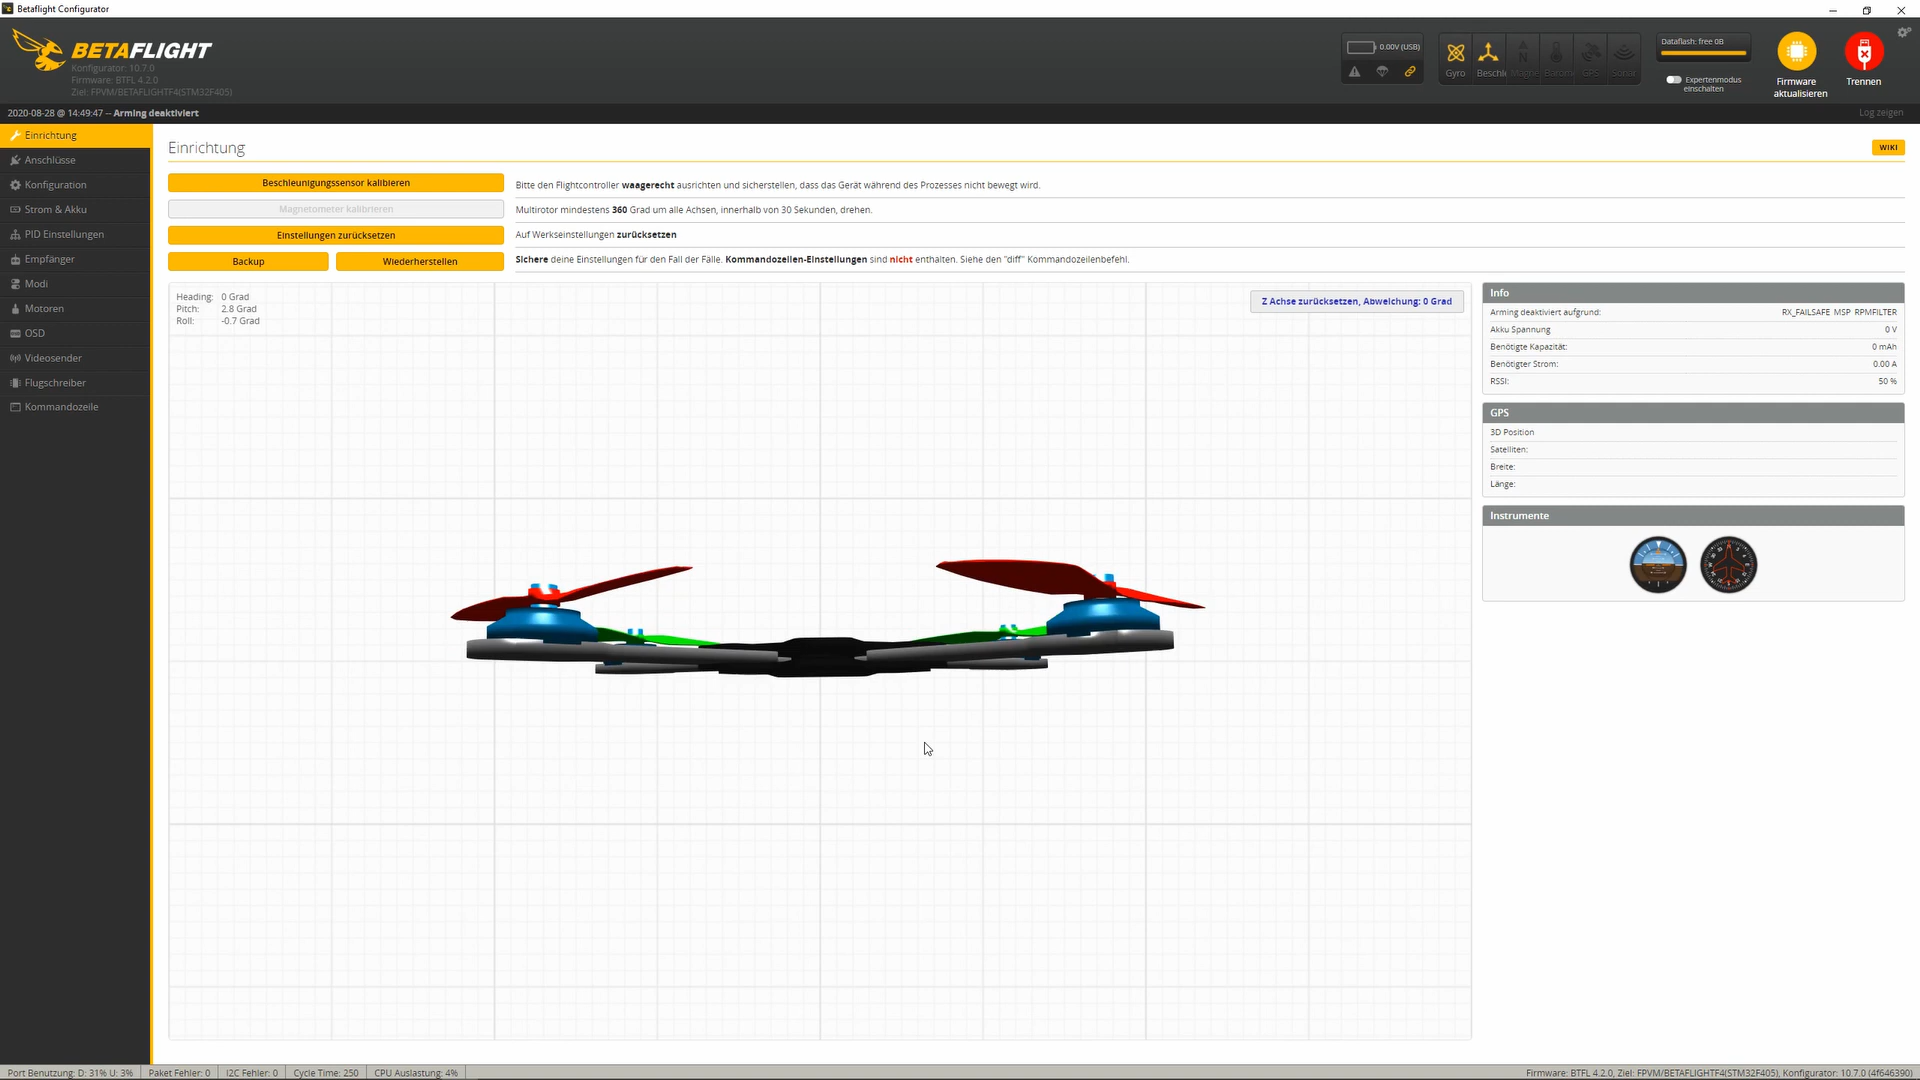 Betaflight Configurator
BETAFLIGHT
Konfigurator: 10.7.0
Firmware: BTFL 4.2.0
Ziel: FPVM/BETAFLIGHTF4(STM32F405)
0.00V (USB)
Gyro
Beschle
Magne
Barom
GPS
Sonar
Dataflash: free 0B
Expertenmodus
einschalten
Firmware
aktualisieren
Trennen
2020-08-28 @ 14:49:47 -- Arming deaktiviert
Log zeigen
Einrichtung
Anschlüsse
Konfiguration
Strom & Akku
PID Einstellungen
Empfänger
Modi
Motoren
OSD
Videosender
Flugschreiber
Kommandozeile
Einrichtung
WIKI
Beschleunigungssensor kalibrieren
Bitte den Flightcontroller waagerecht ausrichten und sicherstellen, dass das Gerät während des Prozesses nicht bewegt wird.
Magnetometer kalibrieren
Multirotor mindestens 360 Grad um alle Achsen, innerhalb von 30 Sekunden, drehen.
Einstellungen zurücksetzen
Auf Werkseinstellungen zurücksetzen
Backup
Wiederherstellen
Sichere deine Einstellungen für den Fall der Fälle. Kommandozellen-Einstellungen sind nicht enthalten. Siehe den "diff" Kommandozeilenbefehl.
Heading: 0 Grad
Pitch: 2.8 Grad
Roll: -0.7 Grad
Z Achse zurücksetzen, Abweichung: 0 Grad
Info
Arming deaktiviert aufgrund: RX_FAILSAFE MSP RPMFILTER
Akku Spannung 0 V
Benötigte Kapazität: 0 mAh
Benötigter Strom: 0.00 A
RSSI: 50 %
GPS
3D Position
Satelliten:
Breite:
Länge:
Instrumente
Port Benutzung: D: 31% U: 3%
Paket Fehler: 0
I2C Fehler: 0
Cycle Time: 250
CPU Auslastung: 4%
Firmware: BTFL 4.2.0, Ziel: FPVM/BETAFLIGHTF4(STM32F405), Konfigurator: 10.7.0 (4f646390)